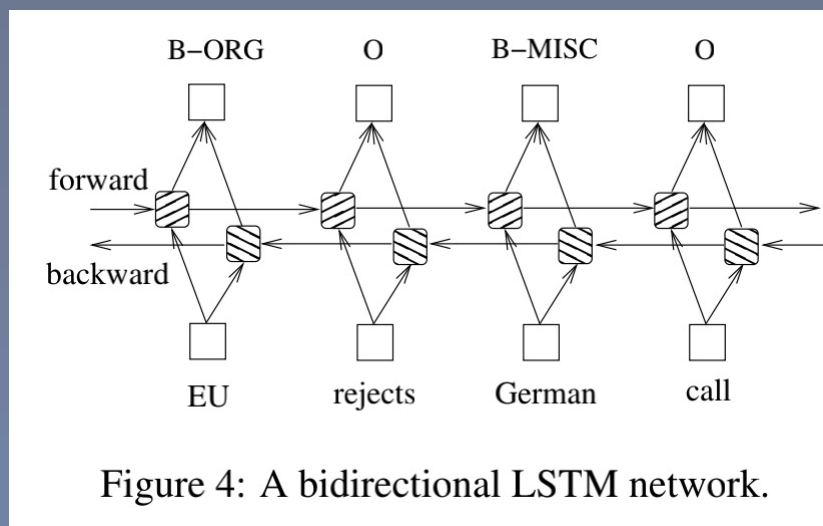 B-ORG O B-MISC O
forward
backward
EU rejects German call
Figure 4: A bidirectional LSTM network.